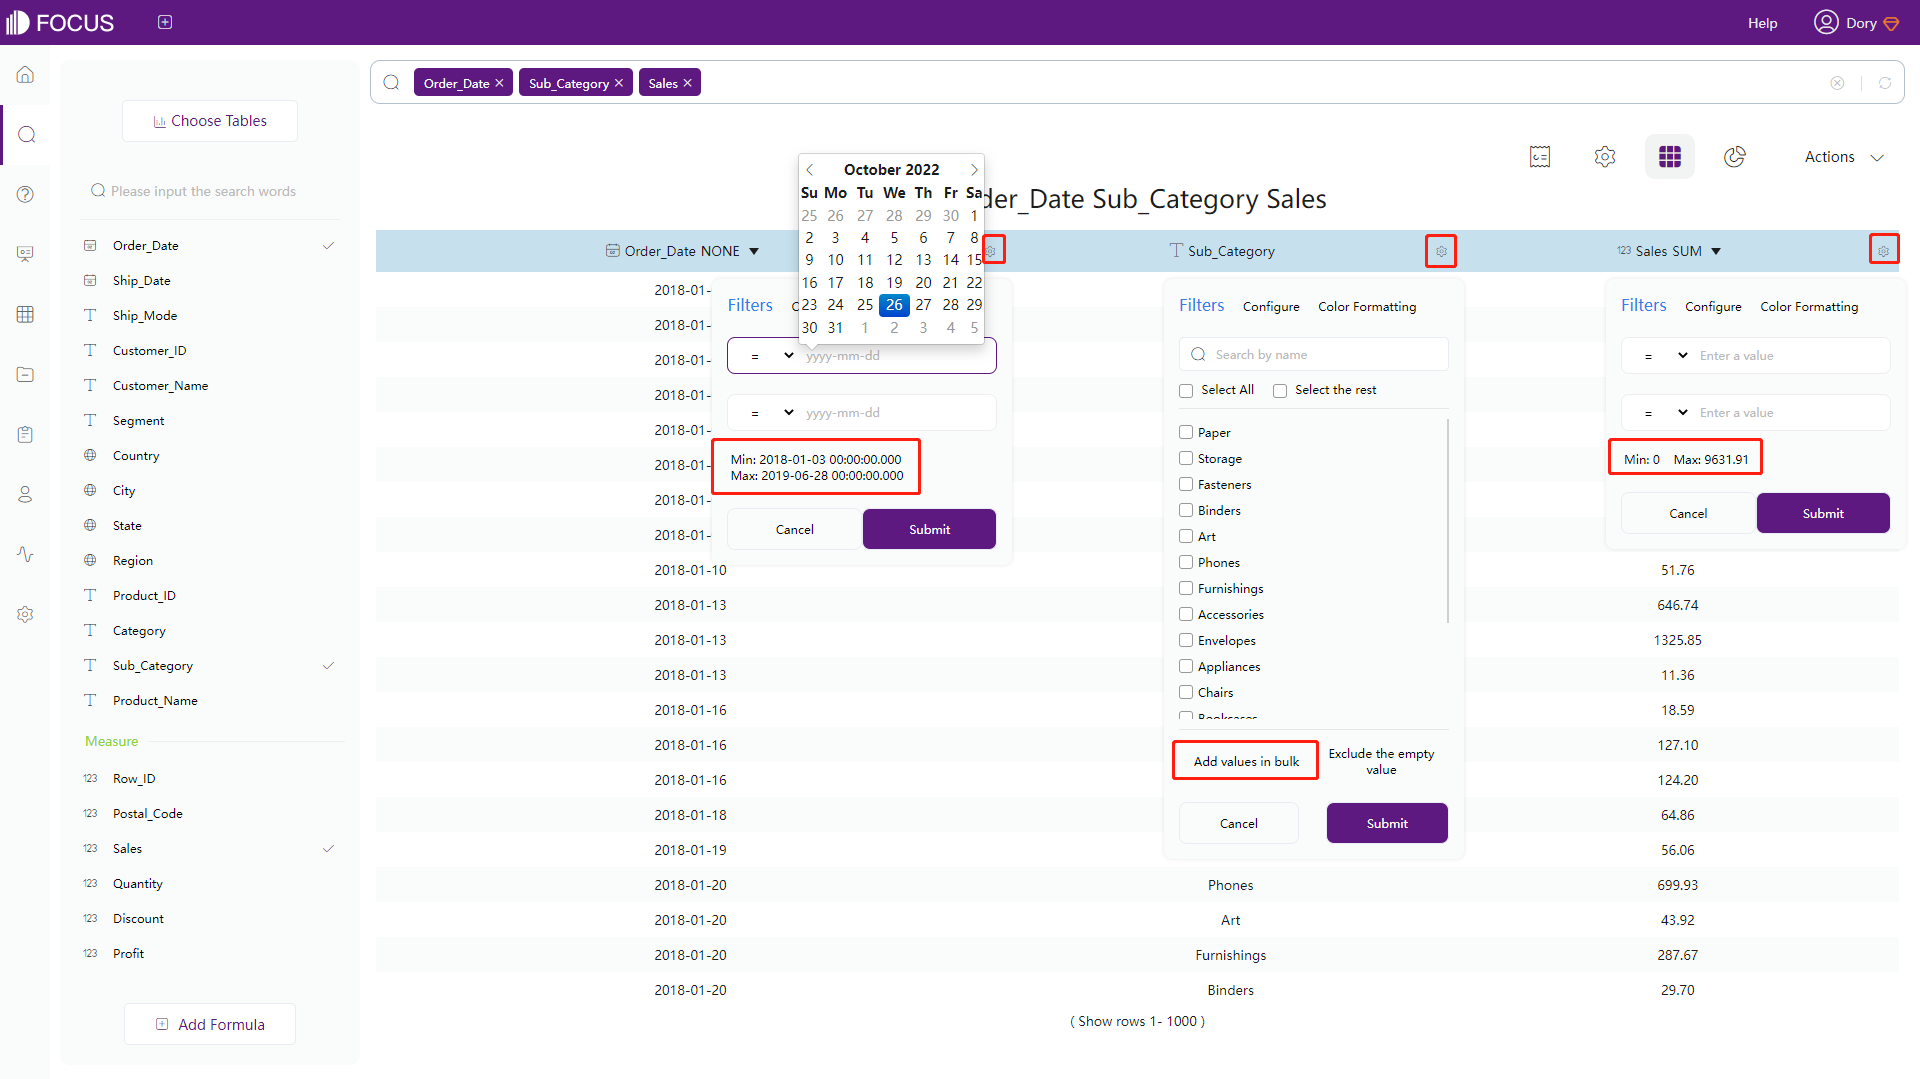 FOCUS
Help
Dory
Order_Date ×
Sub_Category ×
Sales ×
Choose Tables
Please input the search words
Order_Date
Ship_Date
Ship_Mode
Customer_ID
Customer_Name
Segment
Country
City
State
Region
Product_ID
Category
Sub_Category
Product_Name
Measure
123 Row_ID
123 Postal_Code
123 Sales
123 Quantity
123 Discount
123 Profit
Add Formula
Actions
der_Date Sub_Category Sales
Order_Date NONE
Sub_Category
123 Sales SUM
October 2022
Su Mo Tu We Th Fr Sa
25 26 27 28 29 30 1
2 3 4 5 6 7 8
9 10 11 12 13 14 15
16 17 18 19 20 21 22
23 24 25 26 27 28 29
30 31 1 2 3 4 5
2018-01-
2018-01-
2018-01-
2018-01-
2018-01-
2018-01-
2018-01-
2018-01-
Filters
= yyyy-mm-dd
= yyyy-mm-dd
Min: 2018-01-03 00:00:00.000
Max: 2019-06-28 00:00:00.000
Cancel Submit
Filters Configure Color Formatting
Search by name
Select All Select the rest
Paper
Storage
Fasteners
Binders
Art
Phones
Furnishings
Accessories
Envelopes
Appliances
Chairs
Bookcases
Add values in bulk
Exclude the empty
value
Cancel Submit
Filters Configure Color Formatting
= Enter a value
= Enter a value
Min: 0 Max: 9631.91
Cancel Submit
2018-01-10 51.76
2018-01-13 646.74
2018-01-13 1325.85
2018-01-13 11.36
2018-01-16 18.59
2018-01-16 127.10
2018-01-16 124.20
2018-01-18 64.86
2018-01-19 56.06
2018-01-20 Phones 699.93
2018-01-20 Art 43.92
2018-01-20 Furnishings 287.67
2018-01-20 Binders 29.70
( Show rows 1- 1000 )